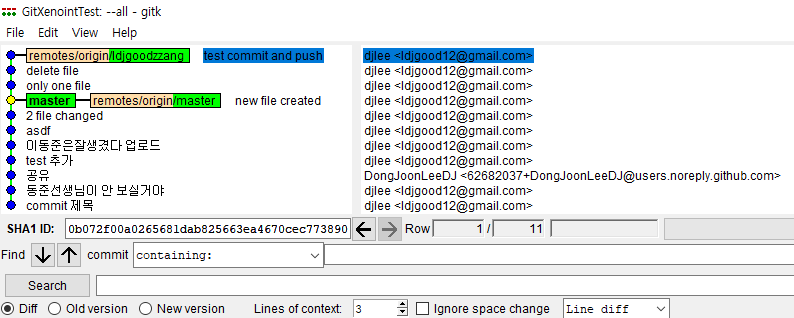 GitXenointTest: --all - gitk
File Edit View Help
remotes/origin/ldjgoodzzang test commit and push djlee <ldjgood12@gmail.com>
delete file djlee <ldjgood12@gmail.com>
only one file djlee <ldjgood12@gmail.com>
master remotes/origin/master new file created djlee <ldjgood12@gmail.com>
2 file changed djlee <ldjgood12@gmail.com>
asdf djlee <ldjgood12@gmail.com>
이동준은잘생겼다 업로드 djlee <ldjgood12@gmail.com>
test 추가 djlee <ldjgood12@gmail.com>
공유 DongJoonLeeDJ <62682037+DongJoonLeeDJ@users.noreply.github.com>
동준선생님이 안 보실거야 djlee <ldjgood12@gmail.com>
commit 제목 djlee <ldjgood12@gmail.com>
SHA1 ID: 0b072f00a0265681dab825663ea4670cec773890 Row 1 / 11
Find commit containing:
Search
Diff Old version New version Lines of context: 3 Ignore space change Line diff